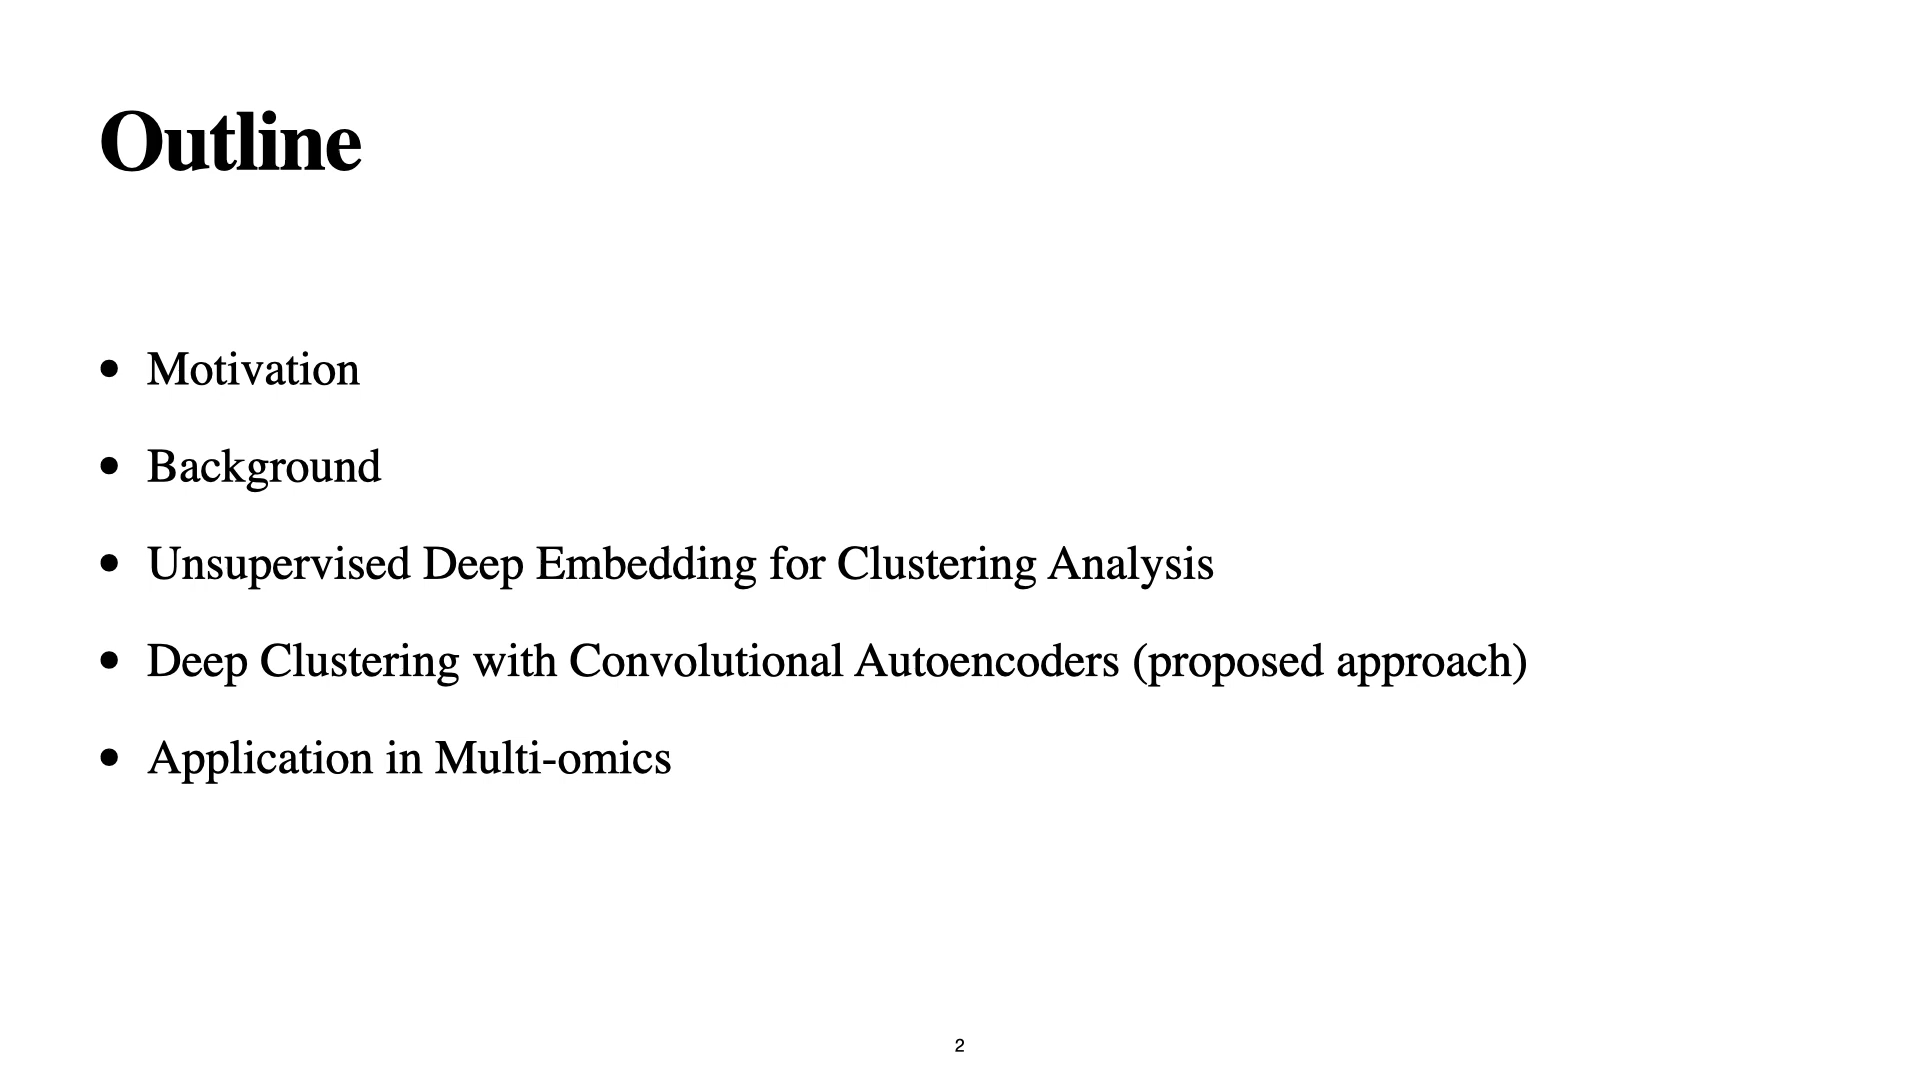 Outline
• Motivation
• Background
• Unsupervised Deep Embedding for Clustering Analysis
• Deep Clustering with Convolutional Autoencoders (proposed approach)
• Application in Multi-omics
2